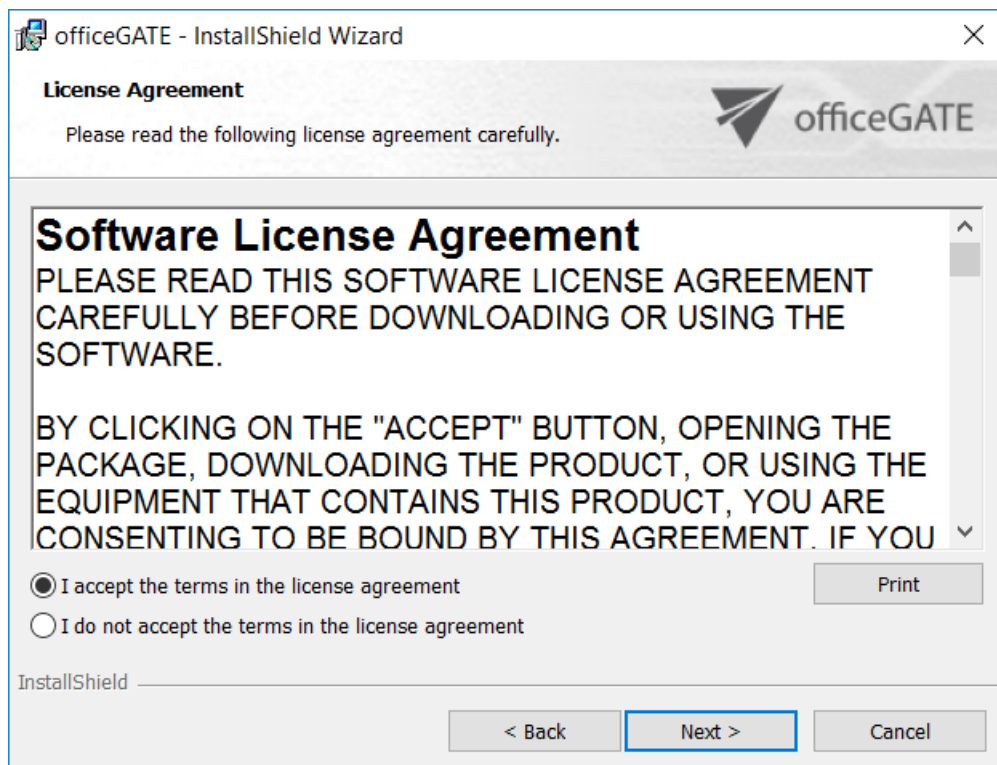 officeGATE - InstallShield Wizard
License Agreement
Please read the following license agreement carefully.
officeGATE
Software License Agreement
PLEASE READ THIS SOFTWARE LICENSE AGREEMENT
CAREFULLY BEFORE DOWNLOADING OR USING THE
SOFTWARE.
BY CLICKING ON THE "ACCEPT" BUTTON, OPENING THE
PACKAGE, DOWNLOADING THE PRODUCT, OR USING THE
EQUIPMENT THAT CONTAINS THIS PRODUCT, YOU ARE
CONSENTING TO BE BOUND BY THIS AGREEMENT. IF YOU
I accept the terms in the license agreement
Print
I do not accept the terms in the license agreement
InstallShield
< Back
Next >
Cancel